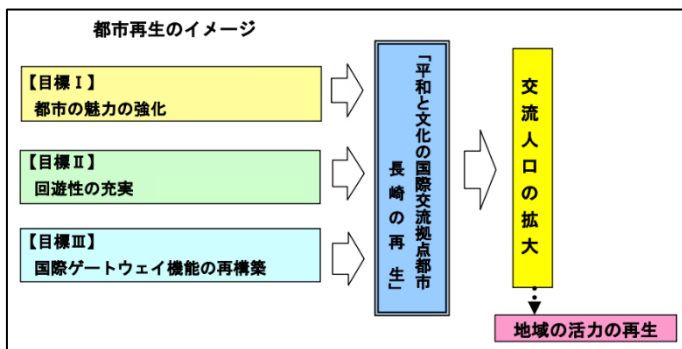 都市再生のイメージ
【目標Ⅰ】
都市の魅力の強化
【目標Ⅱ】
回遊性の充実
【目標Ⅲ】
国際ゲートウェイ機能の再構築
「平和と文化の国際交流拠点都市
長崎の再生」
交流人口の拡大
地域の活力の再生